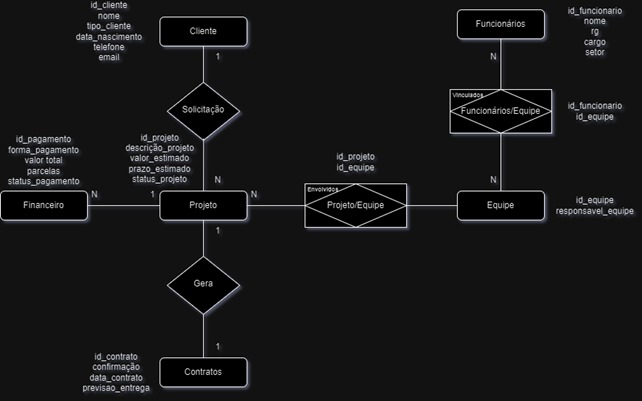 id_cliente
nome
tipo_cliente
data_nascimento
telefone
email
Cliente
1
Solicitação
N
id_funcionario
nome
rg
cargo
setor
Funcionários
N
Vinculados
Funcionários/Equipe
id_funcionario
id_equipe
N
id_pagamento
forma_pagamento
valor total
parcelas
status_pagamento
Financeiro
N
1
id_projeto
descrição_projeto
valor_estimado
prazo_estimado
status_projeto
Projeto
N
id_projeto
id_equipe
Envolvidos
Projeto/Equipe
Equipe
id_equipe
responsavel_equipe
1
Gera
1
id_contrato
confirmação
data_contrato
previsao_entrega
Contratos